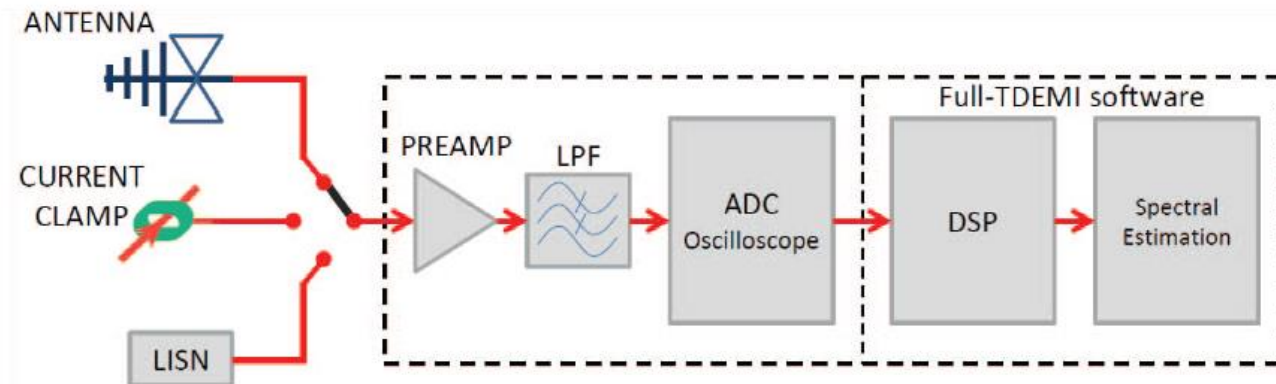 ANTENNA
CURRENT
CLAMP
LISN
PREAMP
LPF
ADC
Oscilloscope
Full-TDEMI software
DSP
Spectral
Estimation